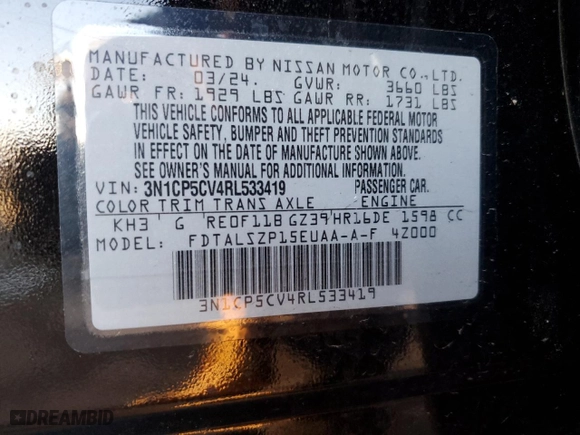 MANUFACTURED BY NISSAN MOTOR CO.,LTD.
DATE: 03/24. GVWR: 3660 LBS
GAWR FR: 1929 LBS GAWR RR: 1731 LBS
THIS VEHICLE CONFORMS TO ALL APPLICABLE FEDERAL MOTOR
VEHICLE SAFETY, BUMPER AND THEFT PREVENTION STANDARDS
IN EFFECT ON THE DATE OF MANUFACTURE SHOWN ABOVE.
SEE OWNER'S MANUAL FOR ADDITIONAL INFORMATION.
VIN: 3N1CP5CV4RL533419 PASSENGER CAR.
COLOR TRIM TRANS AXLE ENGINE
KH3 G RE0F11B GZ39 HR16DE 1598 CC
MODEL: FDTALSZP15EUAA-A-F 4Z000
3N1CP5CV4RL533419
DREAMBID